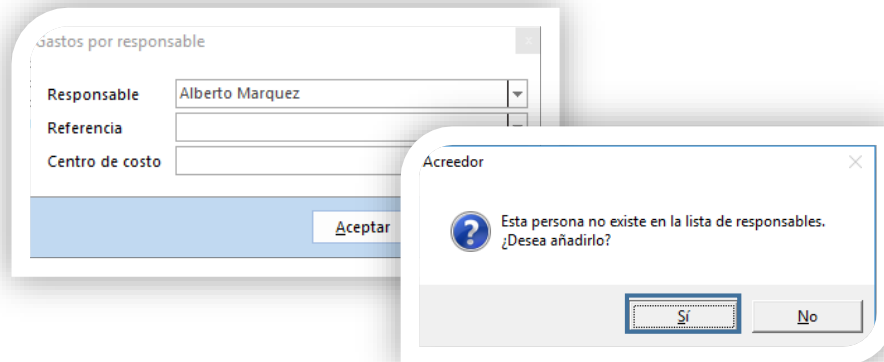 Gastos por responsable
Responsable Alberto Marquez
Referencia
Centro de costo
Aceptar
Acreedor
Esta persona no existe en la lista de responsables.
¿Desea añadirlo?
Sí No